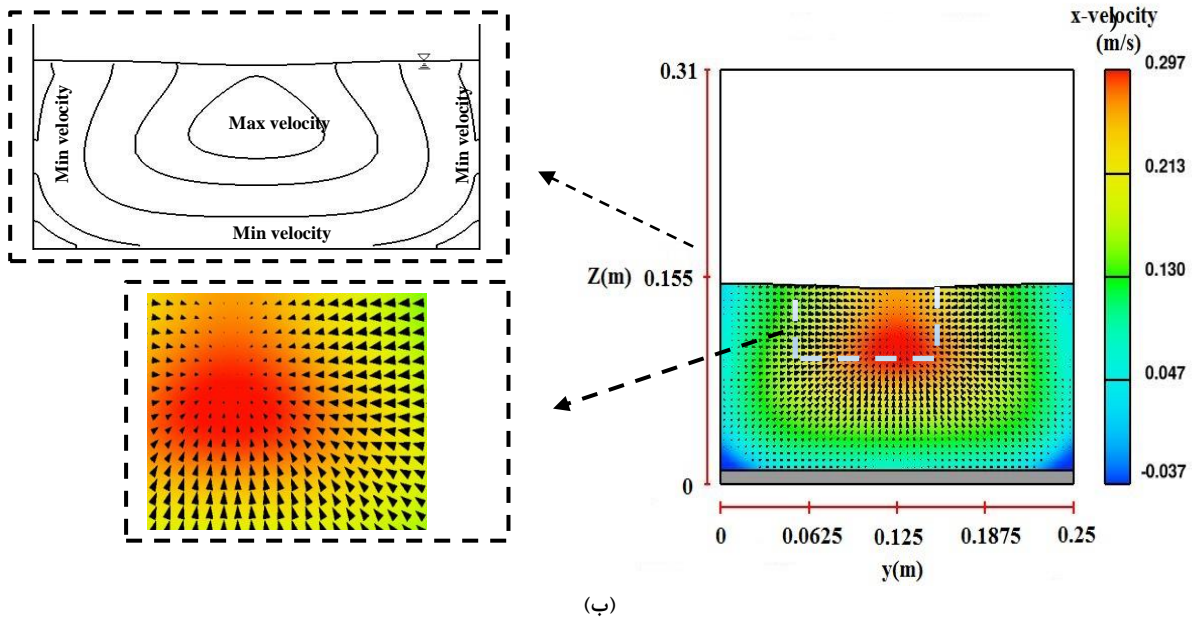 Max velocity
Min velocity
Min velocity
Min velocity
x-velocity
(m/s)
0.297
0.213
0.130
0.047
-0.037
0.31
Z(m)
0.155
0
0
0.0625
0.125
0.1875
0.25
y(m)
(ب)